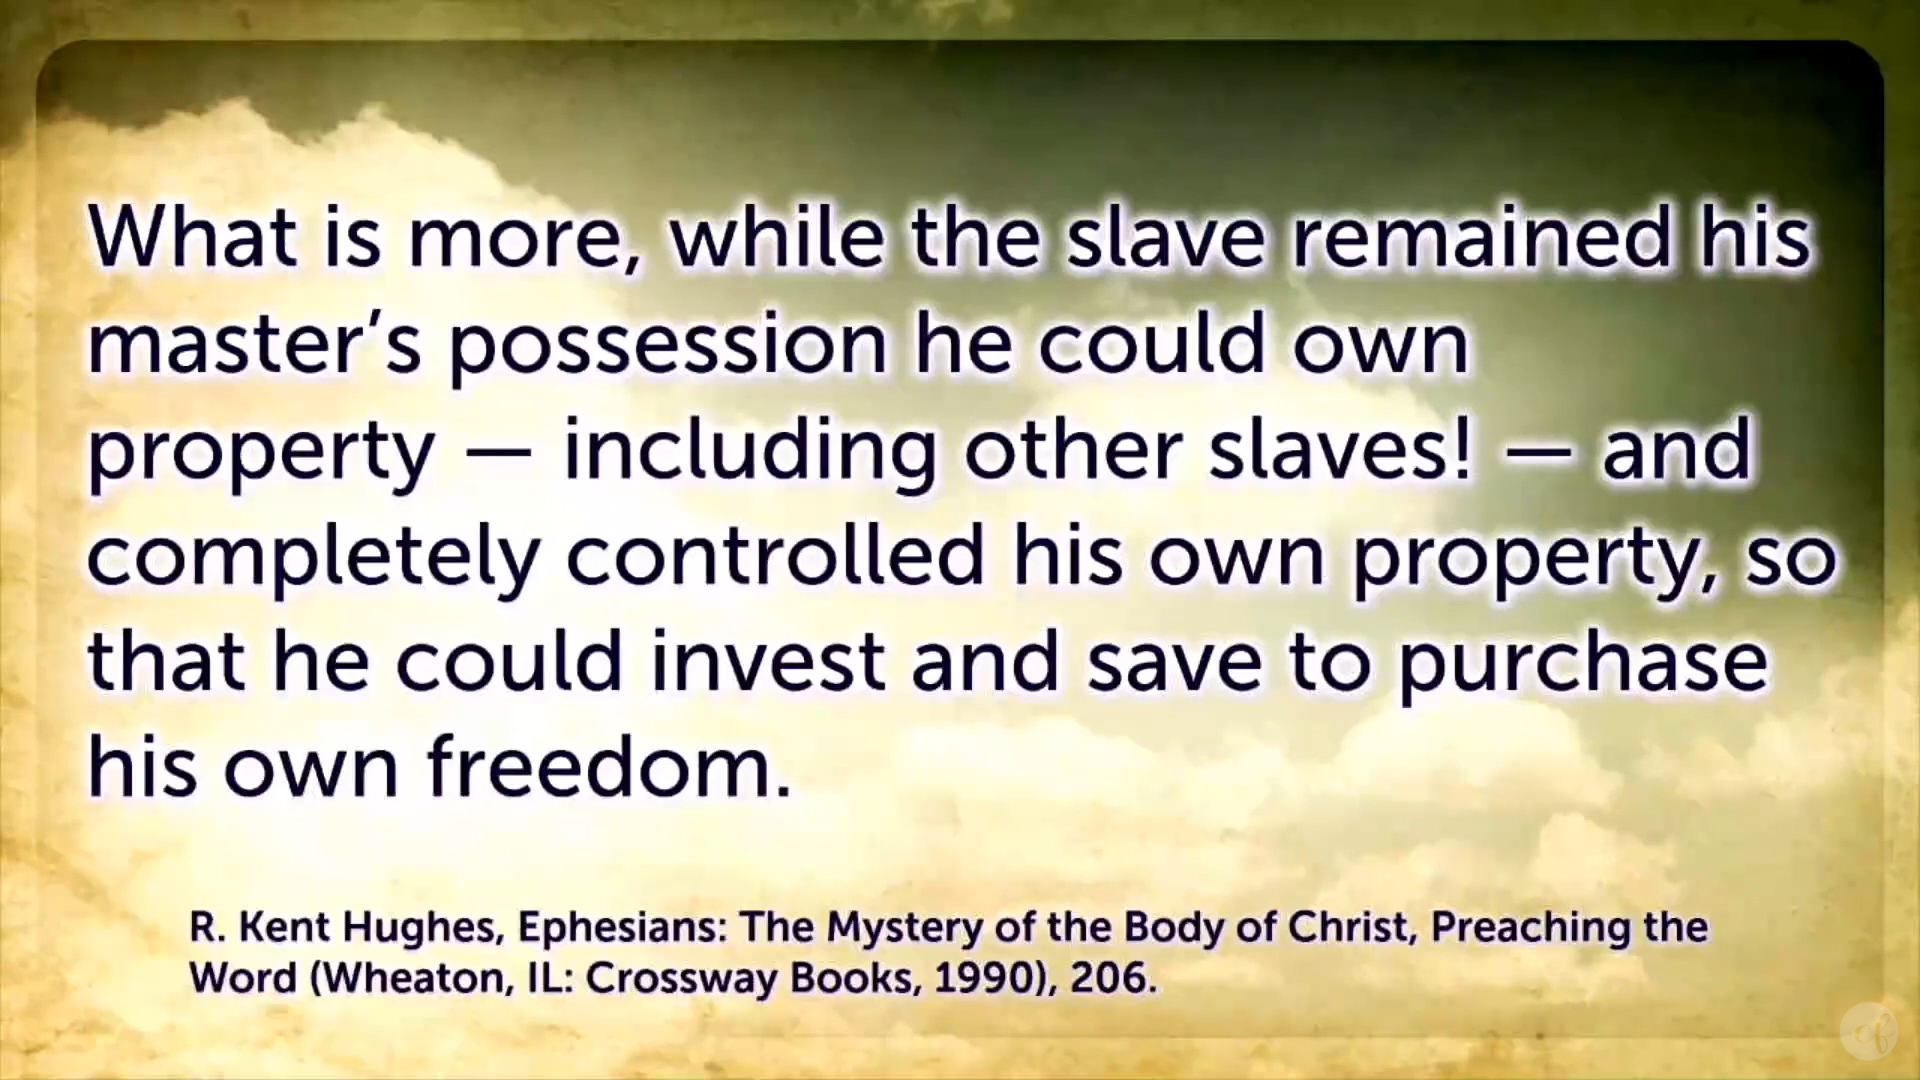 What is more, while the slave remained his
master’s possession he could own
property — including other slaves! — and
completely controlled his own property, so
that he could invest and save to purchase
his own freedom.
R. Kent Hughes, Ephesians: The Mystery of the Body of Christ, Preaching the
Word (Wheaton, IL: Crossway Books, 1990), 206.